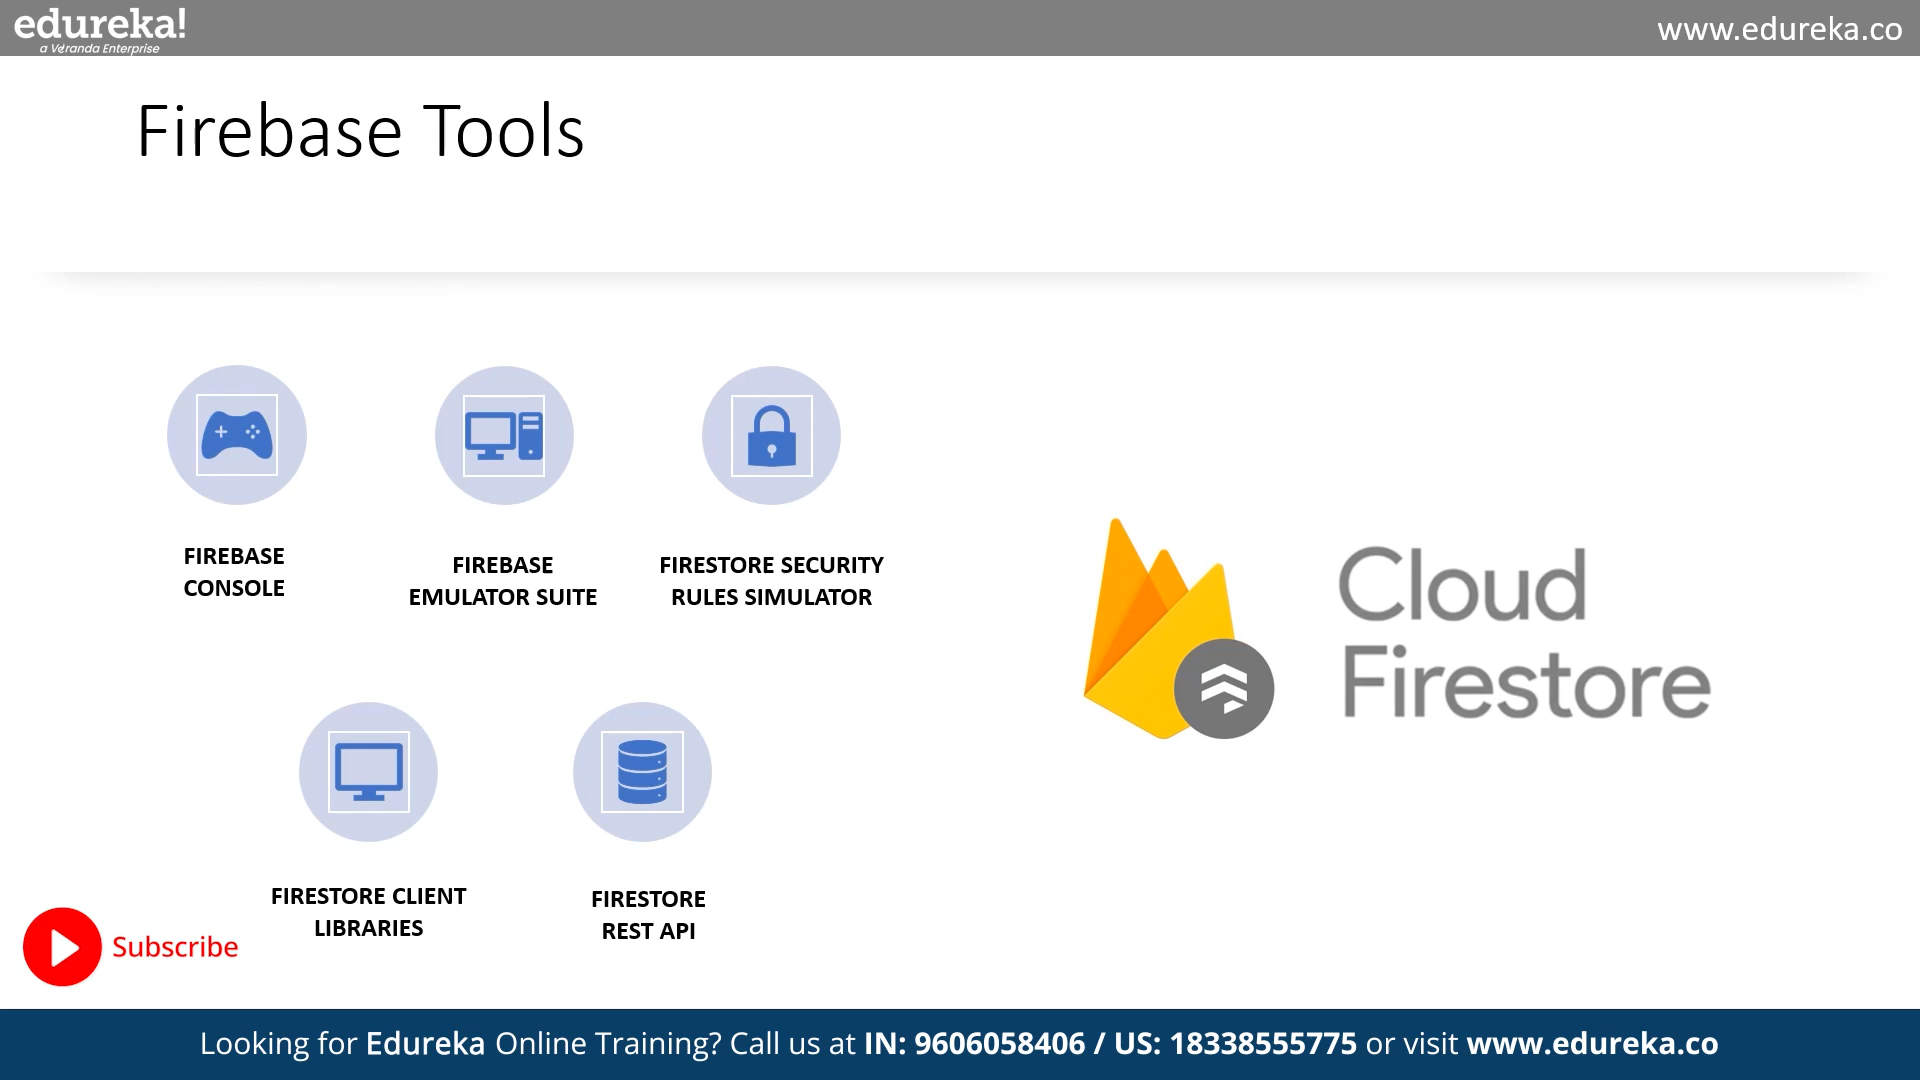 edureka!
a Veranda Enterprise
www.edureka.co
Firebase Tools
FIREBASE
CONSOLE
FIREBASE
EMULATOR SUITE
FIRESTORE SECURITY
RULES SIMULATOR
Cloud
Firestore
FIRESTORE CLIENT
LIBRARIES
FIRESTORE
REST API
Subscribe
Looking for Edureka Online Training? Call us at IN: 9606058406 / US: 18338555775 or visit www.edureka.co